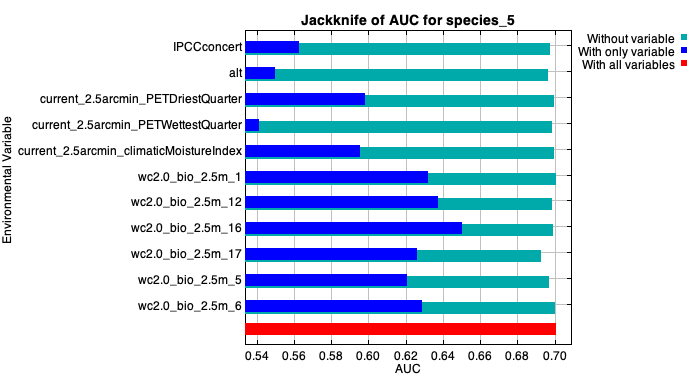 Jackknife of AUC for species_5
Without variable
With only variable
With all variables
Environmental Variable
IPCCconcert
alt
current_2.5arcmin_PETDriestQuarter
current_2.5arcmin_PETWettestQuarter
current_2.5arcmin_climaticMoistureIndex
wc2.0_bio_2.5m_1
wc2.0_bio_2.5m_12
wc2.0_bio_2.5m_16
wc2.0_bio_2.5m_17
wc2.0_bio_2.5m_5
wc2.0_bio_2.5m_6
0.54 0.56 0.58 0.60 0.62 0.64 0.66 0.68 0.70
AUC